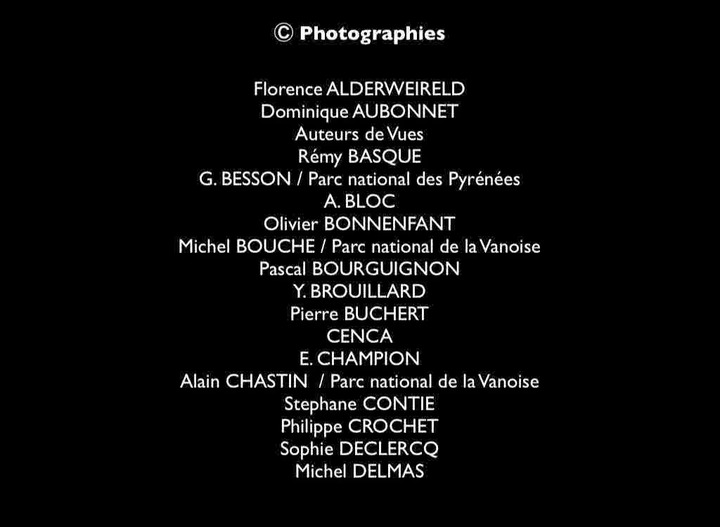 © Photographies
Florence ALDERWEIRELD
Dominique AUBONNET
Auteurs de Vues
Rémy BASQUE
G. BESSON / Parc national des Pyrénées
A. BLOC
Olivier BONNENFANT
Michel BOUCHE / Parc national de la Vanoise
Pascal BOURGUIGNON
Y. BROUILLARD
Pierre BUCHERT
CENCA
E. CHAMPION
Alain CHASTIN / Parc national de la Vanoise
Stephane CONTIE
Philippe CROCHET
Sophie DECLERCQ
Michel DELMAS